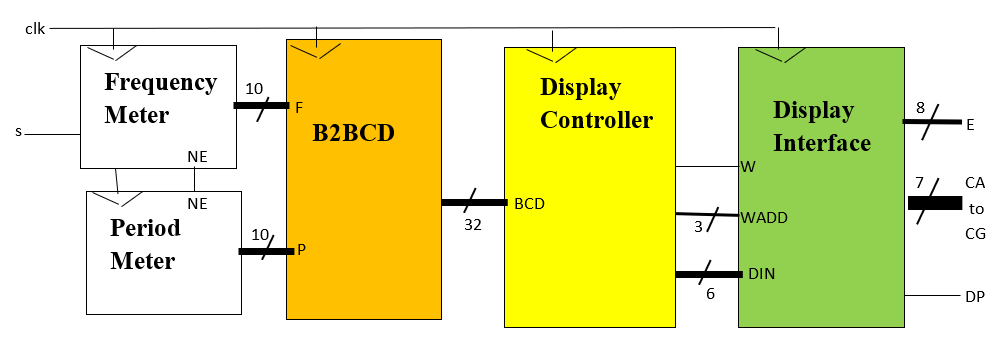 clk
s
Frequency
Meter
NE
NE
Period
Meter
10
10
F
B2BCD
P
32
BCD
Display
Controller
3
6
W
WADD
DIN
Display
Interface
8
E
7
CA
to
CG
DP